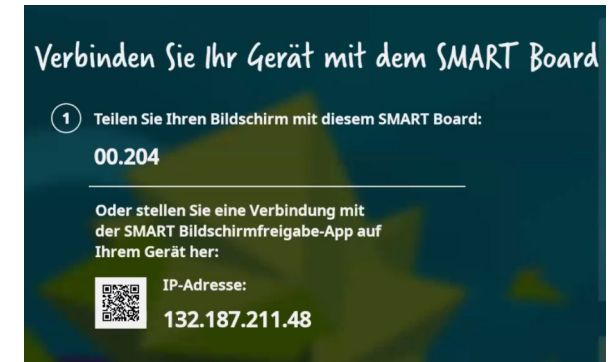 Verbinden Sie Ihr Gerät mit dem SMART Board
1 Teilen Sie Ihren Bildschirm mit diesem SMART Board:
00.204
Oder stellen Sie eine Verbindung mit
der SMART Bildschirmfreigabe-App auf
Ihrem Gerät her:
IP-Adresse:
132.187.211.48